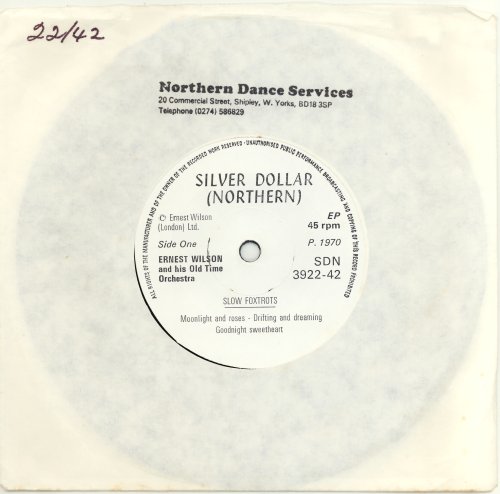 22/42
Northern Dance Services
20 Commercial Street, Shipley, W. Yorks, BD18 3SP
Telephone (0274) 586829
ALL RIGHTS OF THE MANUFACTURER AND OF THE OWNER OF THE RECORDED WORK RESERVED · UNAUTHORISED PUBLIC PERFORMANCE BROADCASTING AND COPYING OF THIS RECORD PROHIBITED
SILVER DOLLAR
(NORTHERN)
© Ernest Wilson
(London) Ltd.
EP
45 rpm
Side One
P. 1970
ERNEST WILSON
and his Old Time
Orchestra
SDN
3922-42
SLOW FOXTROTS
Moonlight and roses - Drifting and dreaming
Goodnight sweetheart